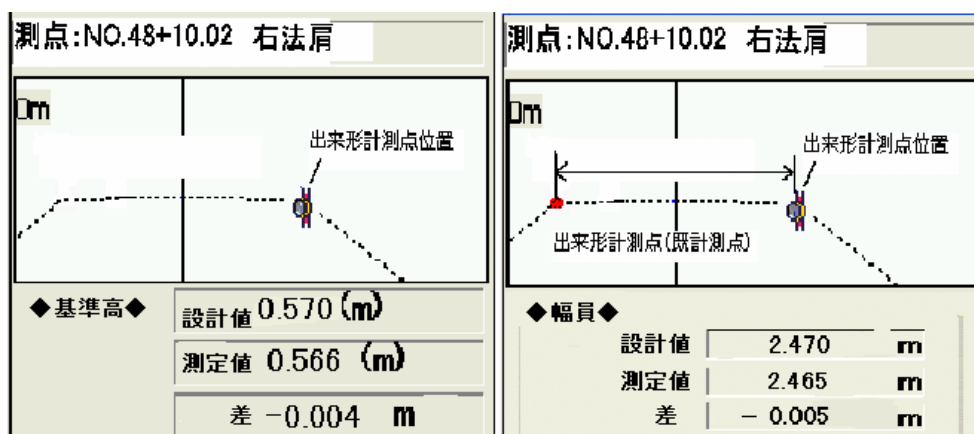 測点:NO.48+10.02 右法肩
0m
出来形計測点位置
◆基準高◆
設計値 0.570 (m)
測定値 0.566 (m)
差 -0.004 m
測点:NO.48+10.02 右法肩
0m
出来形計測点位置
出来形計測点(既計測点)
◆幅員◆
設計値 2.470 m
測定値 2.465 m
差 - 0.005 m